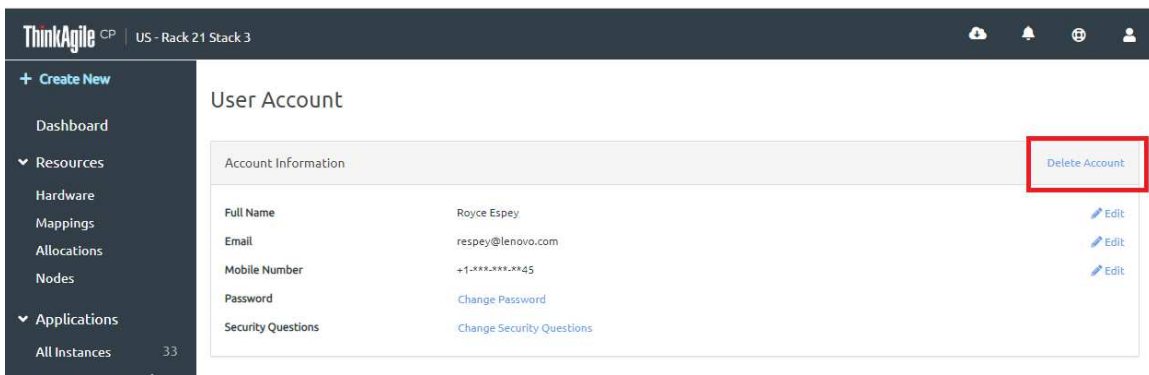 ThinkAgile CP | US - Rack 21 Stack 3
+ Create New
Dashboard
Resources
Hardware
Mappings
Allocations
Nodes
Applications
All Instances 33
User Account
Account Information Delete Account
Full Name Royce Espey Edit
Email respey@lenovo.com Edit
Mobile Number +1-***-***-**45 Edit
Password Change Password
Security Questions Change Security Questions